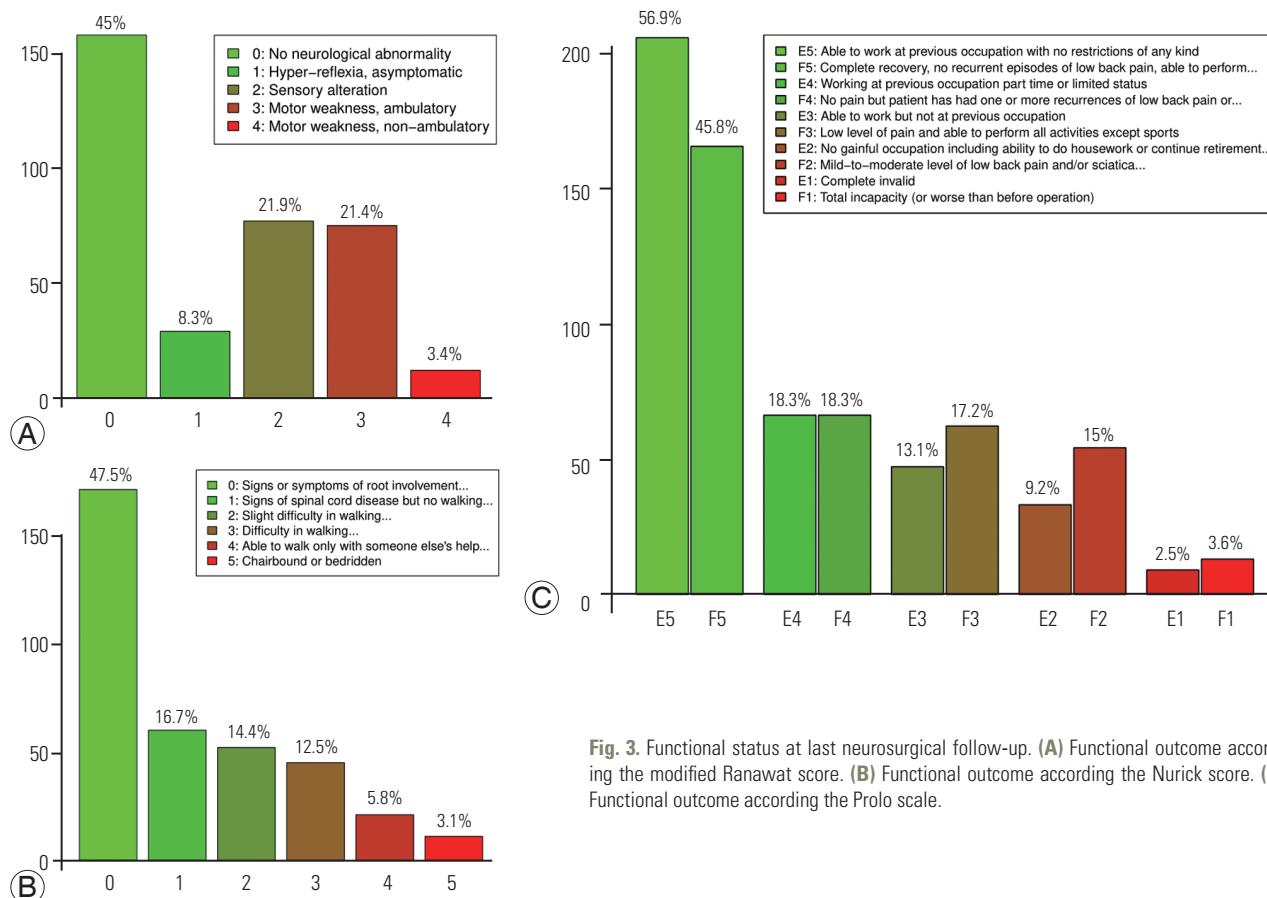 45%
150
100
50
0
21.9%
21.4%
8.3%
3.4%
0 1 2 3 4
0: No neurological abnormality
1: Hyper-reflexia, asymptomatic
2: Sensory alteration
3: Motor weakness, ambulatory
4: Motor weakness, non-ambulatory
A
47.5%
150
100
50
0
16.7%
14.4%
12.5%
5.8%
3.1%
0 1 2 3 4 5
0: Signs or symptoms of root involvement...
1: Signs of spinal cord disease but no walking...
2: Slight difficulty in walking...
3: Difficulty in walking...
4: Able to walk only with someone else's help...
5: Chairbound or bedridden
B
56.9%
45.8%
200
150
100
50
0
18.3% 18.3%
13.1%
17.2%
9.2%
15%
2.5%
3.6%
E5 F5 E4 F4 E3 F3 E2 F2 E1 F1
E5: Able to work at previous occupation with no restrictions of any kind
F5: Complete recovery, no recurrent episodes of low back pain, able to perform...
E4: Working at previous occupation part time or limited status
F4: No pain but patient has had one or more recurrences of low back pain or...
E3: Able to work but not at previous occupation
F3: Low level of pain and able to perform all activities except sports
E2: No gainful occupation including ability to do housework or continue retirement..
F2: Mild-to-moderate level of low back pain and/or sciatica...
E1: Complete invalid
F1: Total incapacity (or worse than before operation)
C
Fig. 3. Functional status at last neurosurgical follow-up. (A) Functional outcome accor
ing the modified Ranawat score. (B) Functional outcome according the Nurick score. (
Functional outcome according the Prolo scale.